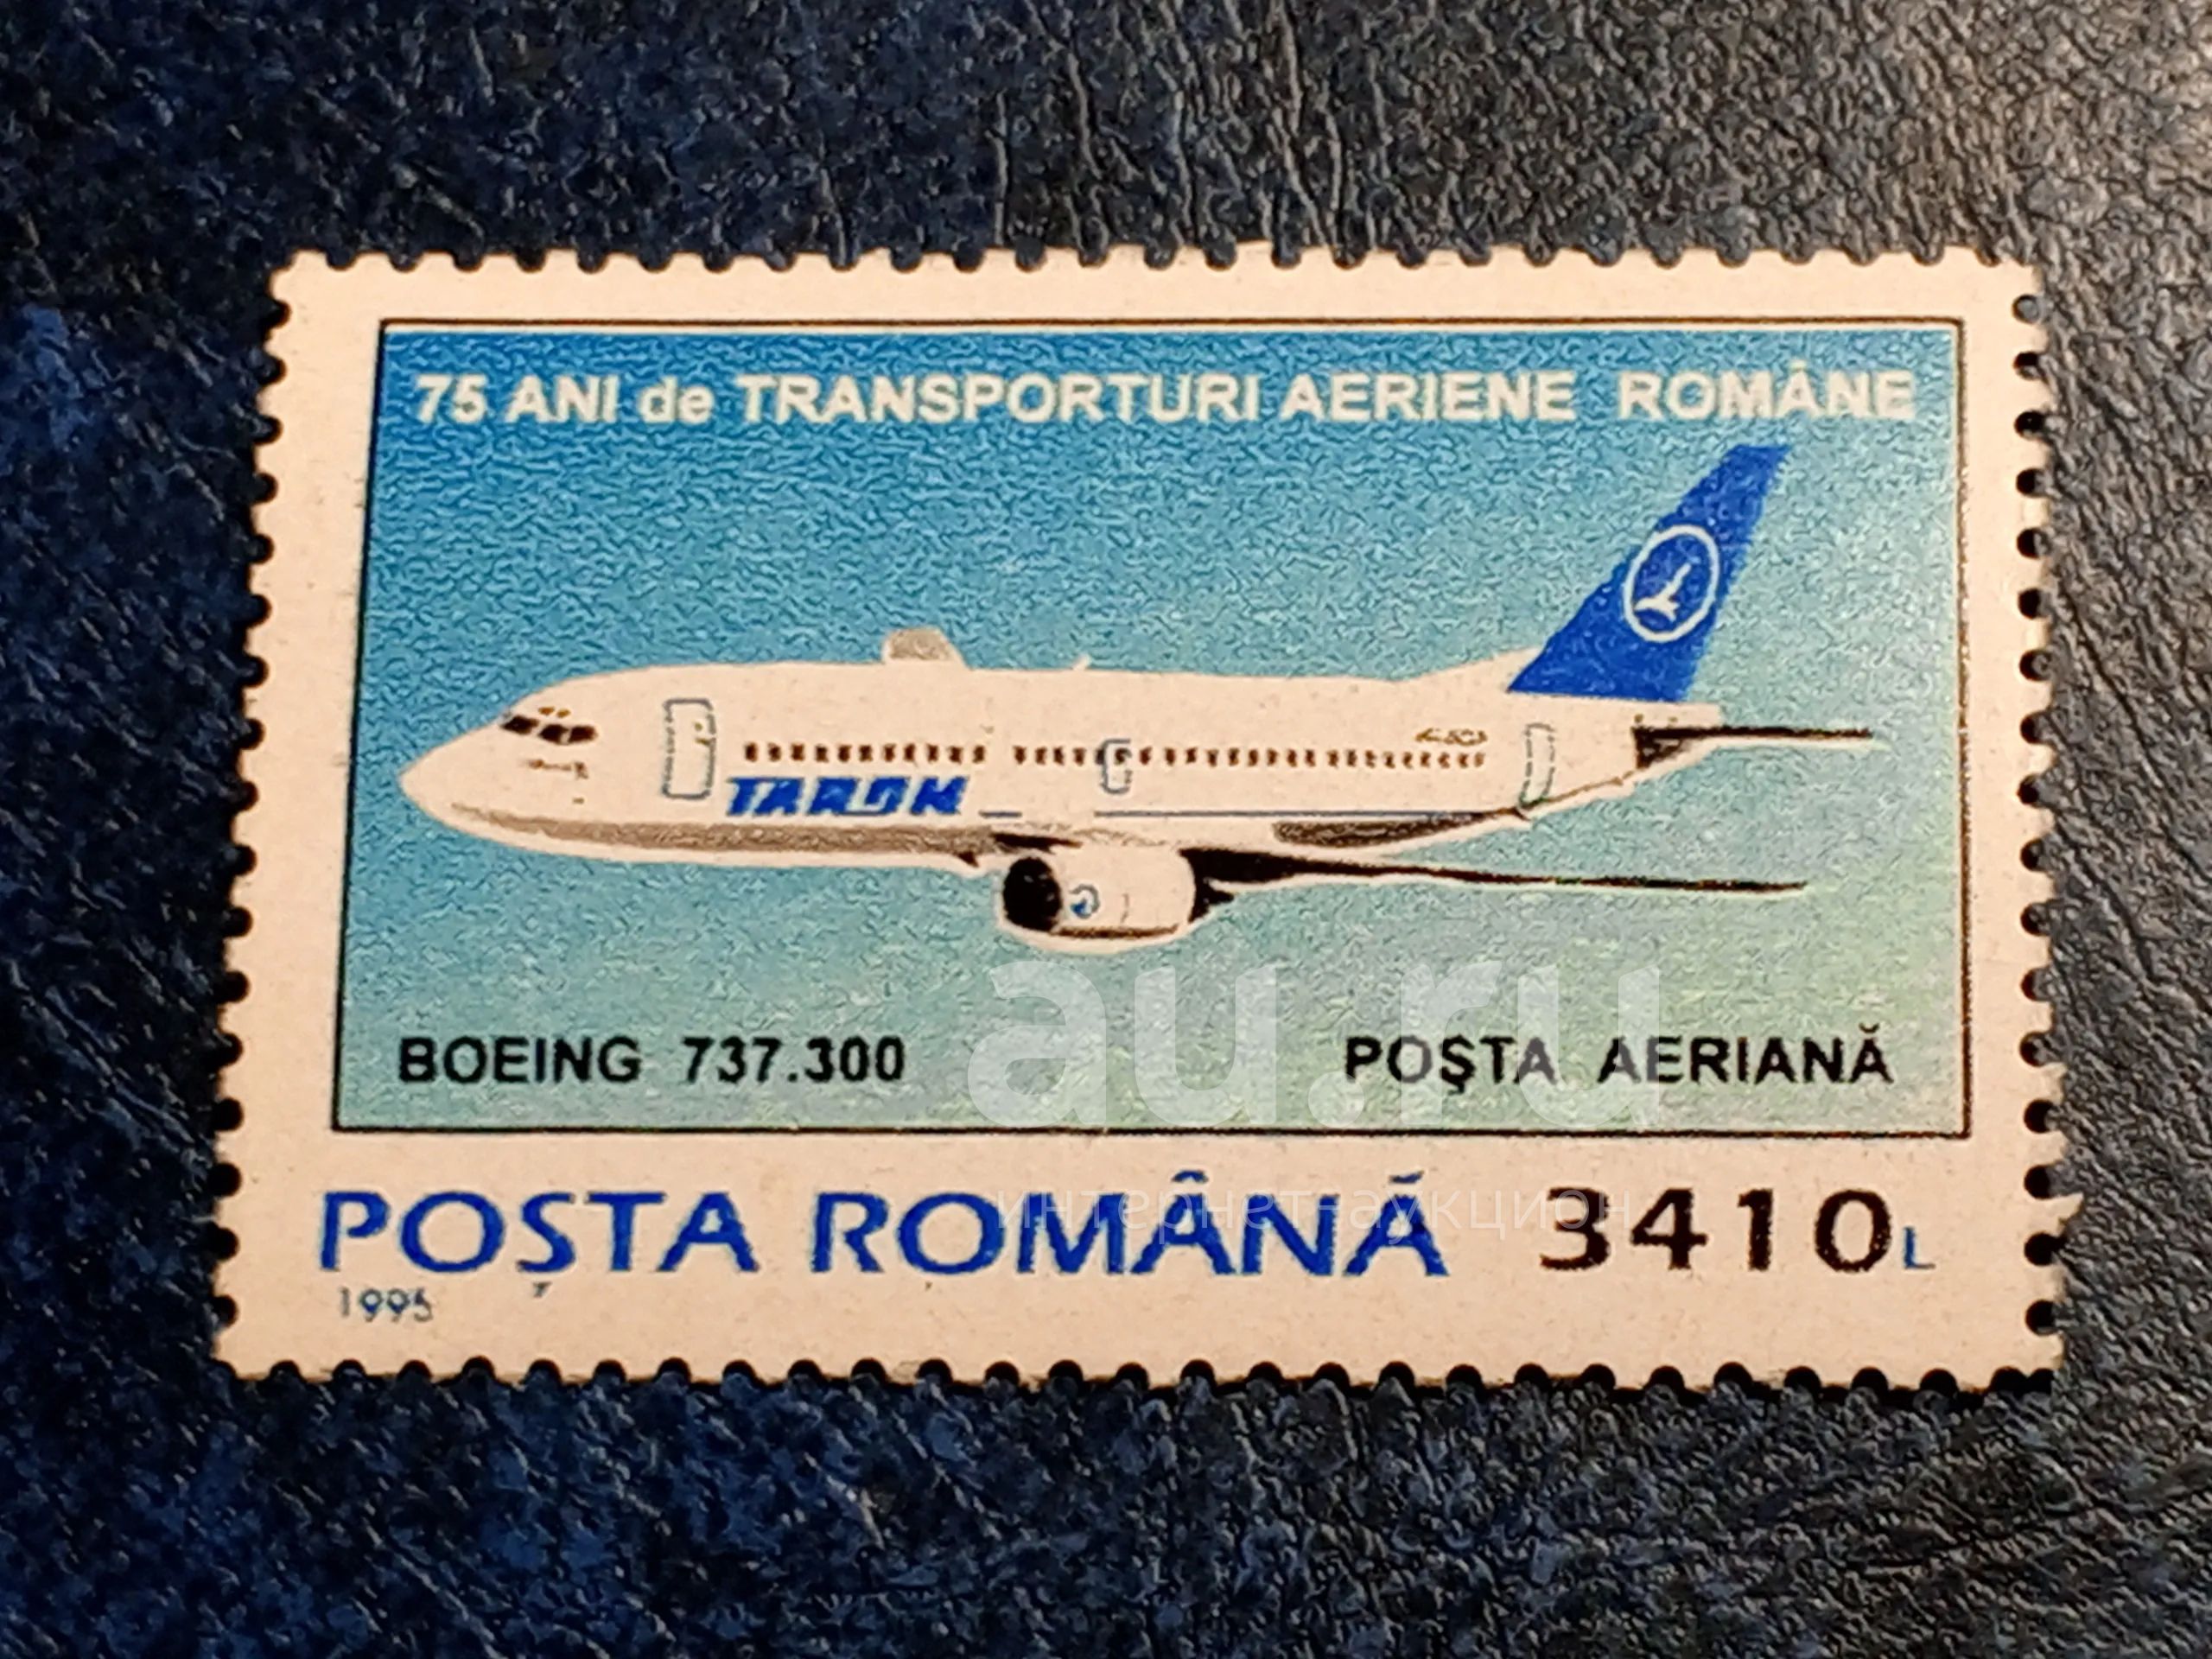 75 ANI de TRANSPORTURI AERIENE ROMÂNE
TAROM
BOEING 737.300
POŞTA AERIANĂ
au.ru
интернет-аукцион
POŞTA ROMÂNĂ 3410L
1995